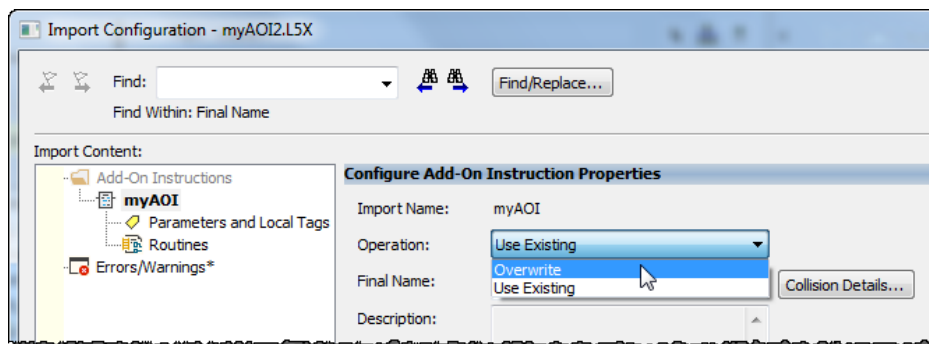 Import Configuration - myAOI2.L5X
Find:
Find/Replace...
Find Within: Final Name
Import Content:
Add-On Instructions
myAOI
Parameters and Local Tags
Routines
Errors/Warnings*
Configure Add-On Instruction Properties
Import Name: myAOI
Operation: Use Existing
Overwrite
Use Existing
Final Name:
Collision Details...
Description: